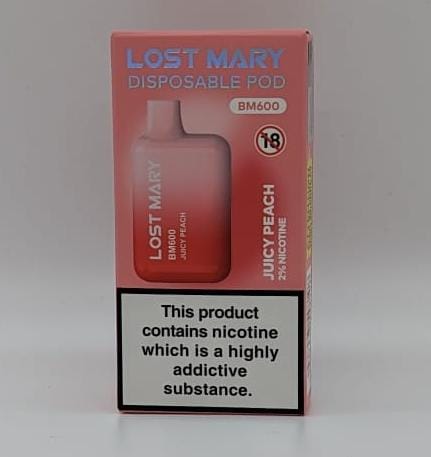 LOST MARY
DISPOSABLE POD
BM600
18
LOST MARY
BM600
JUICY PEACH
JUICY PEACH
2% NICOTINE
This product
contains nicotine
which is a highly
addictive
substance.